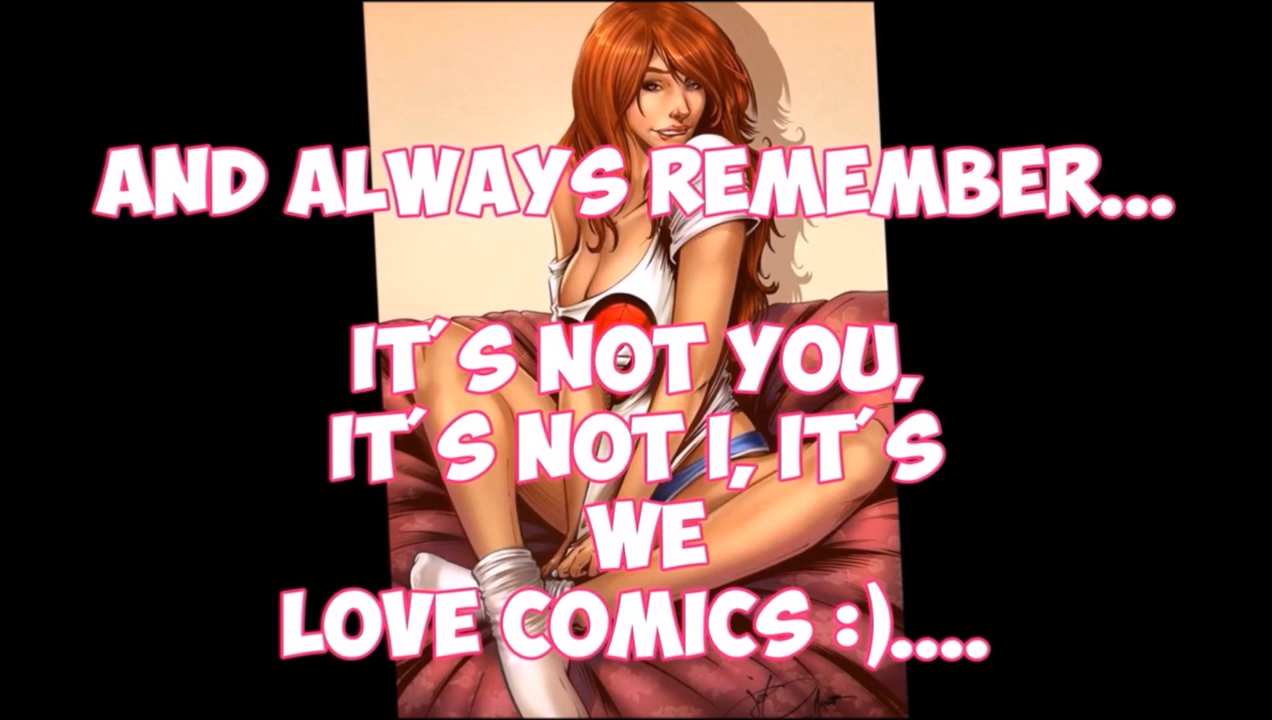 AND ALWAYS REMEMBER...
IT'S NOT YOU,
IT'S NOT I, IT'S
WE
LOVE COMICS :)....